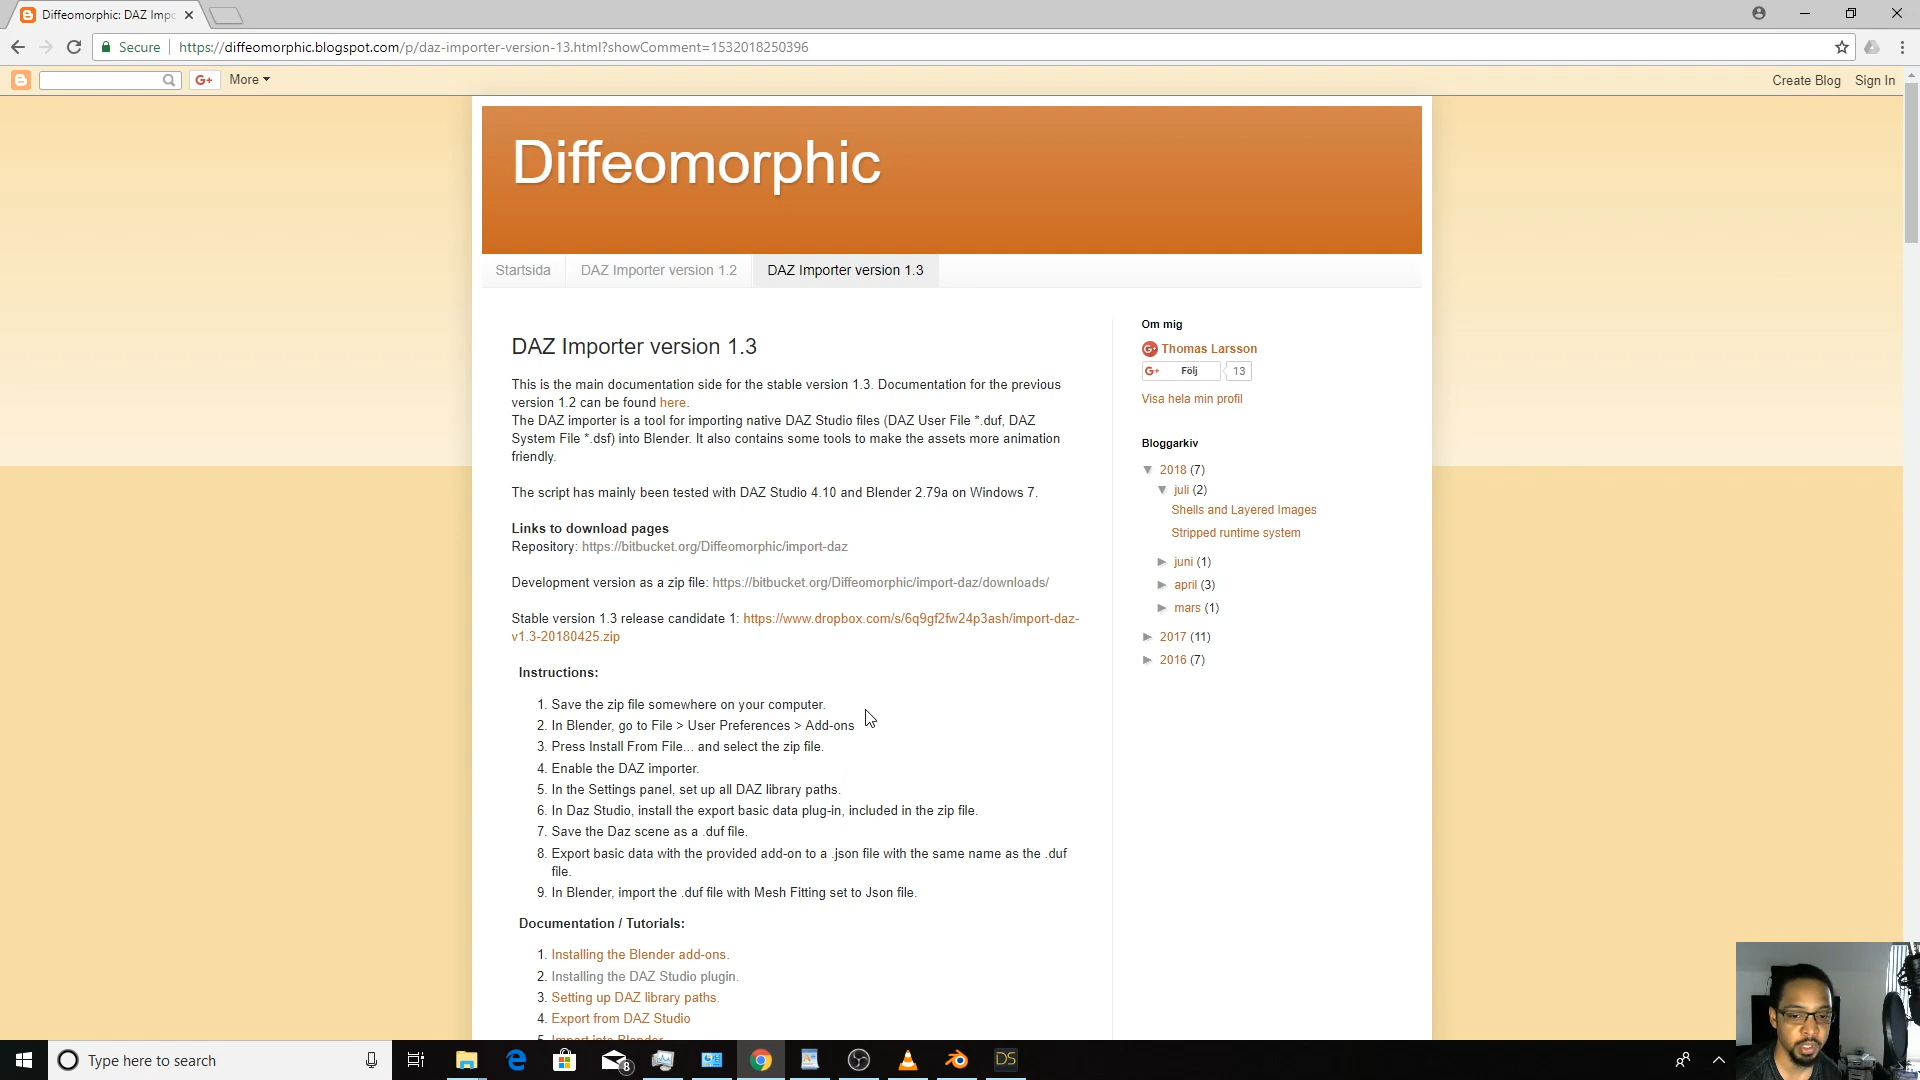 Diffeomorphic: DAZ Impo
Secure
https://diffeomorphic.blogspot.com/p/daz-importer-version-13.html?showComment=1532018250396
G+
More
Create Blog
Sign In
Diffeomorphic
Startsida
DAZ Importer version 1.2
DAZ Importer version 1.3
DAZ Importer version 1.3
This is the main documentation side for the stable version 1.3. Documentation for the previous
version 1.2 can be found here.
The DAZ importer is a tool for importing native DAZ Studio files (DAZ User File *.duf, DAZ
System File *.dsf) into Blender. It also contains some tools to make the assets more animation
friendly.
The script has mainly been tested with DAZ Studio 4.10 and Blender 2.79a on Windows 7.
Links to download pages
Repository: https://bitbucket.org/Diffeomorphic/import-daz
Development version as a zip file: https://bitbucket.org/Diffeomorphic/import-daz/downloads/
Stable version 1.3 release candidate 1: https://www.dropbox.com/s/6q9gf2fw24p3ash/import-daz-
v1.3-20180425.zip
Instructions:
1. Save the zip file somewhere on your computer.
2. In Blender, go to File > User Preferences > Add-ons
3. Press Install From File... and select the zip file.
4. Enable the DAZ importer.
5. In the Settings panel, set up all DAZ library paths.
6. In Daz Studio, install the export basic data plug-in, included in the zip file.
7. Save the Daz scene as a .duf file.
8. Export basic data with the provided add-on to a .json file with the same name as the .duf
file.
9. In Blender, import the .duf file with Mesh Fitting set to Json file.
Documentation / Tutorials:
1. Installing the Blender add-ons.
2. Installing the DAZ Studio plugin.
3. Setting up DAZ library paths.
4. Export from DAZ Studio
5. Import into Blender
Om mig
G+ Thomas Larsson
G+ Följ 13
Visa hela min profil
Bloggarkiv
▼ 2018 (7)
▼ juli (2)
Shells and Layered Images
Stripped runtime system
► juni (1)
► april (3)
► mars (1)
► 2017 (11)
► 2016 (7)
Type here to search
8
DS